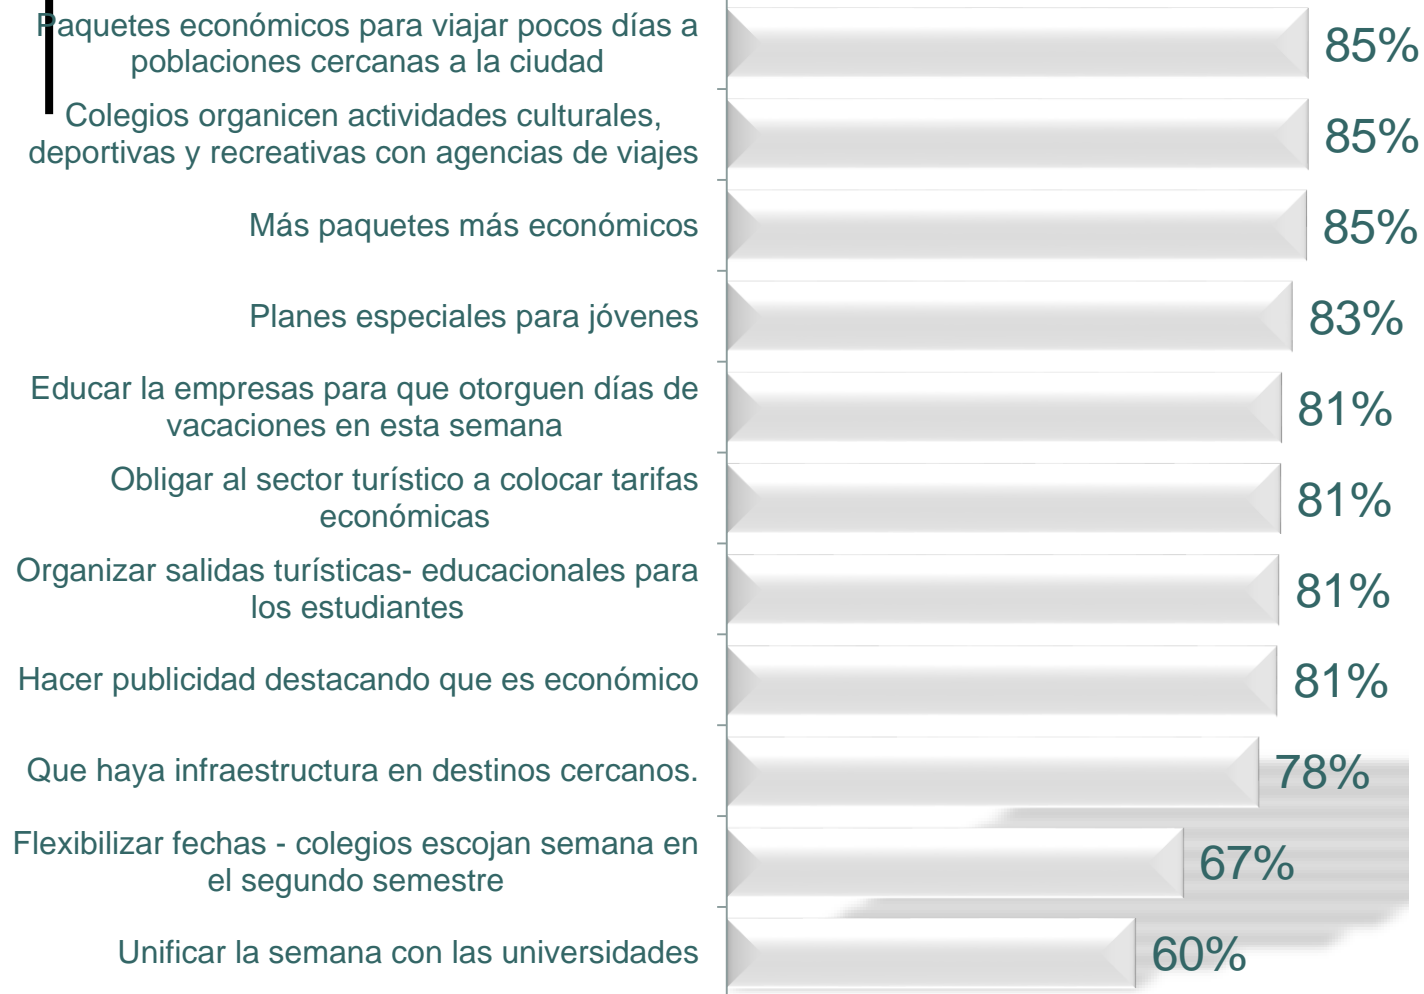 Paquetes económicos para viajar pocos días a
poblaciones cercanas a la ciudad
85%
Colegios organicen actividades culturales,
deportivas y recreativas con agencias de viajes
85%
Más paquetes más económicos
85%
Planes especiales para jóvenes
83%
Educar la empresas para que otorguen días de
vacaciones en esta semana
81%
Obligar al sector turístico a colocar tarifas
económicas
81%
Organizar salidas turísticas- educacionales para
los estudiantes
81%
Hacer publicidad destacando que es económico
81%
Que haya infraestructura en destinos cercanos.
78%
Flexibilizar fechas - colegios escojan semana en
el segundo semestre
67%
Unificar la semana con las universidades
60%